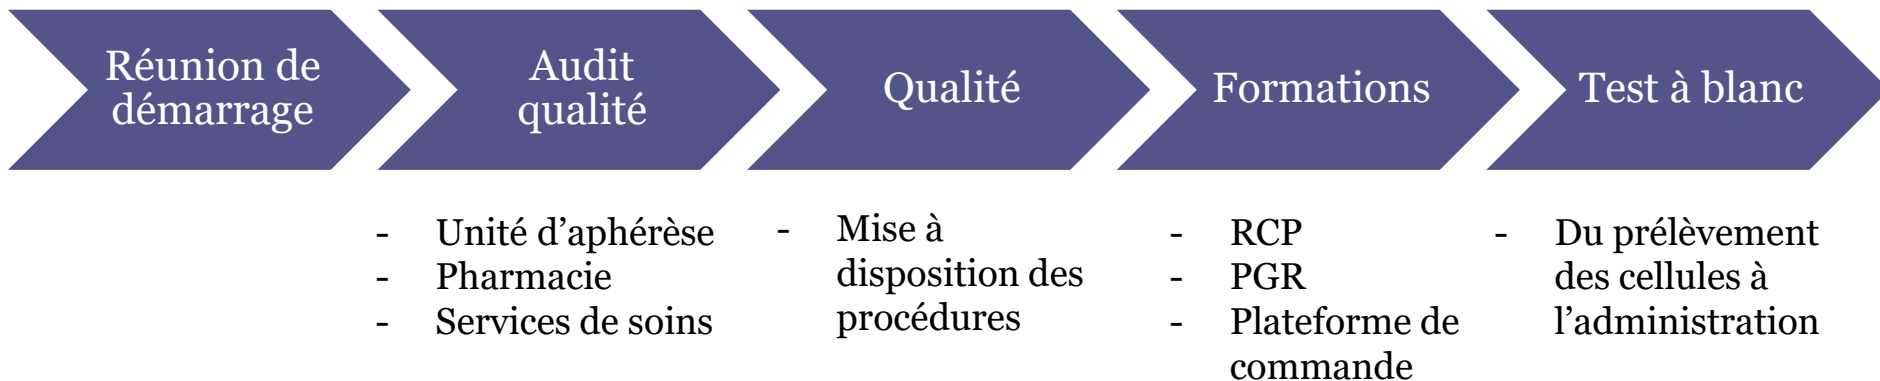 Réunion de
démarrage
Audit
qualité
Qualité
Formations
Test à blanc
- Unité d’aphérèse
- Pharmacie
- Services de soins
- Mise à
disposition des
procédures
- RCP
- PGR
- Plateforme de
commande
- Du prélèvement
des cellules à
l’administration